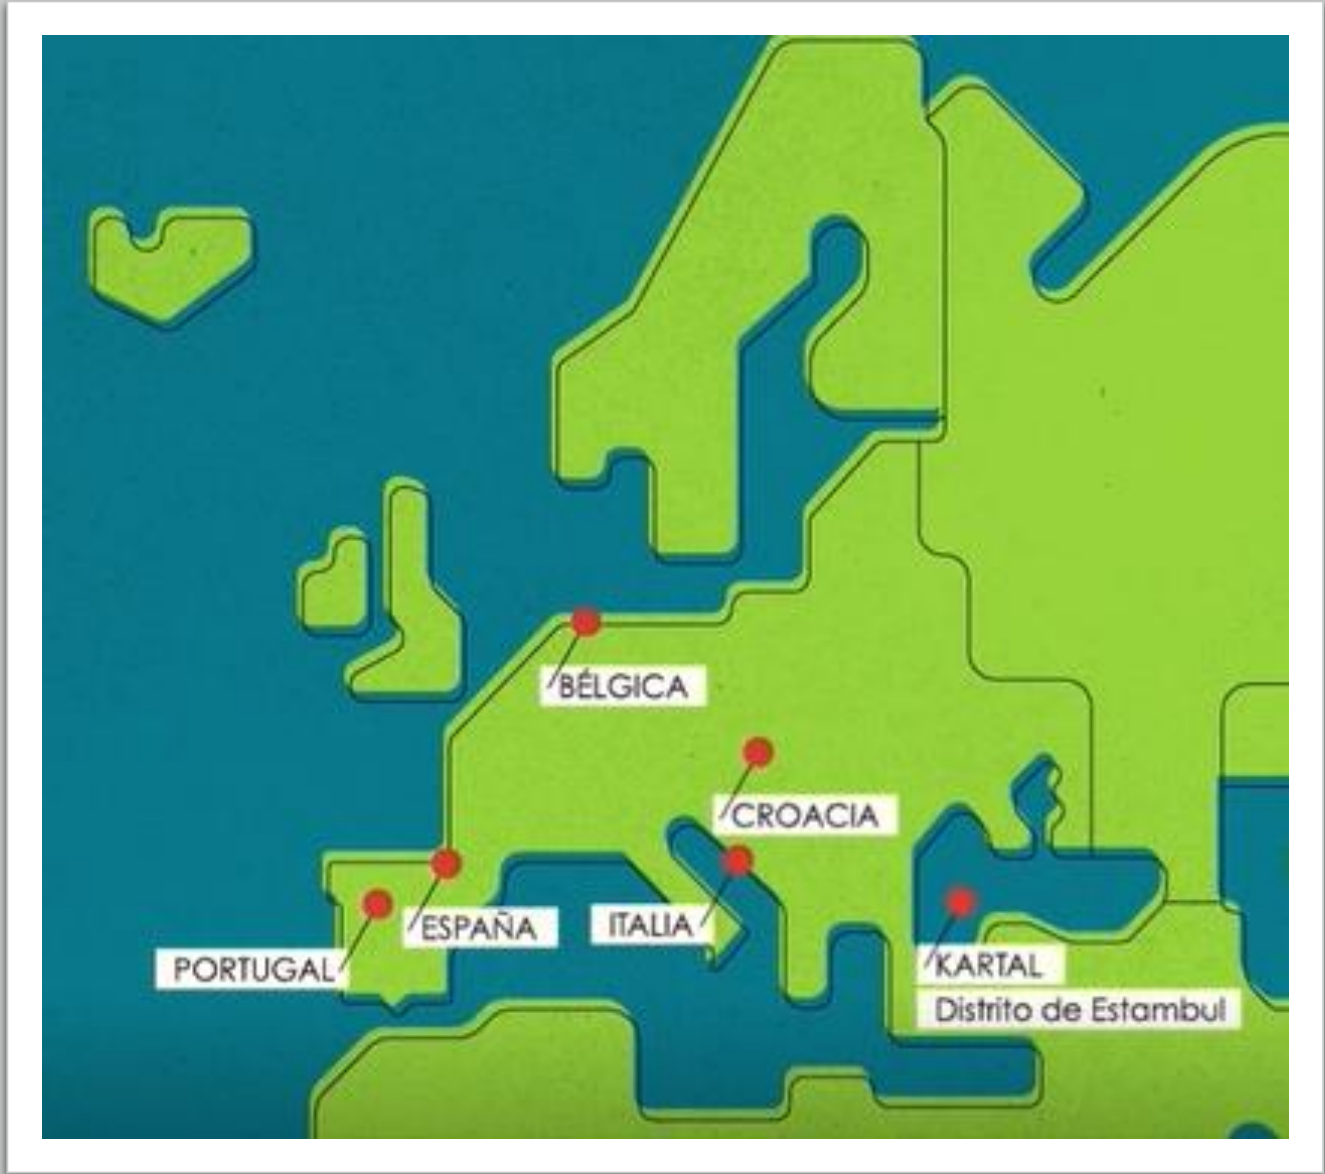 BÉLGICA
CROACIA
ESPAÑA
ITALIA
PORTUGAL
KARTAL
Distrito de Estambul